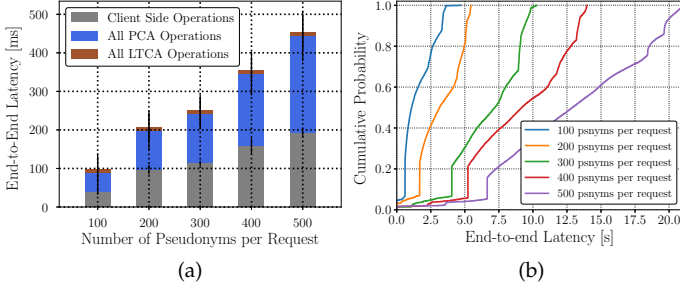 500
400
300
200
100
0
End-to-End Latency [ms]
Client Side Operations
All PCA Operations
All LTCA Operations
100 200 300 400 500
Number of Pseudonyms per Request
(a)
1.0
0.8
0.6
0.4
0.2
0.0
Cumulative Probability
100 psnyms per request
200 psnyms per request
300 psnyms per request
400 psnyms per request
500 psnyms per request
0.0 2.5 5.0 7.5 10.0 12.5 15.0 17.5 20.0
End-to-end Latency [s]
(b)